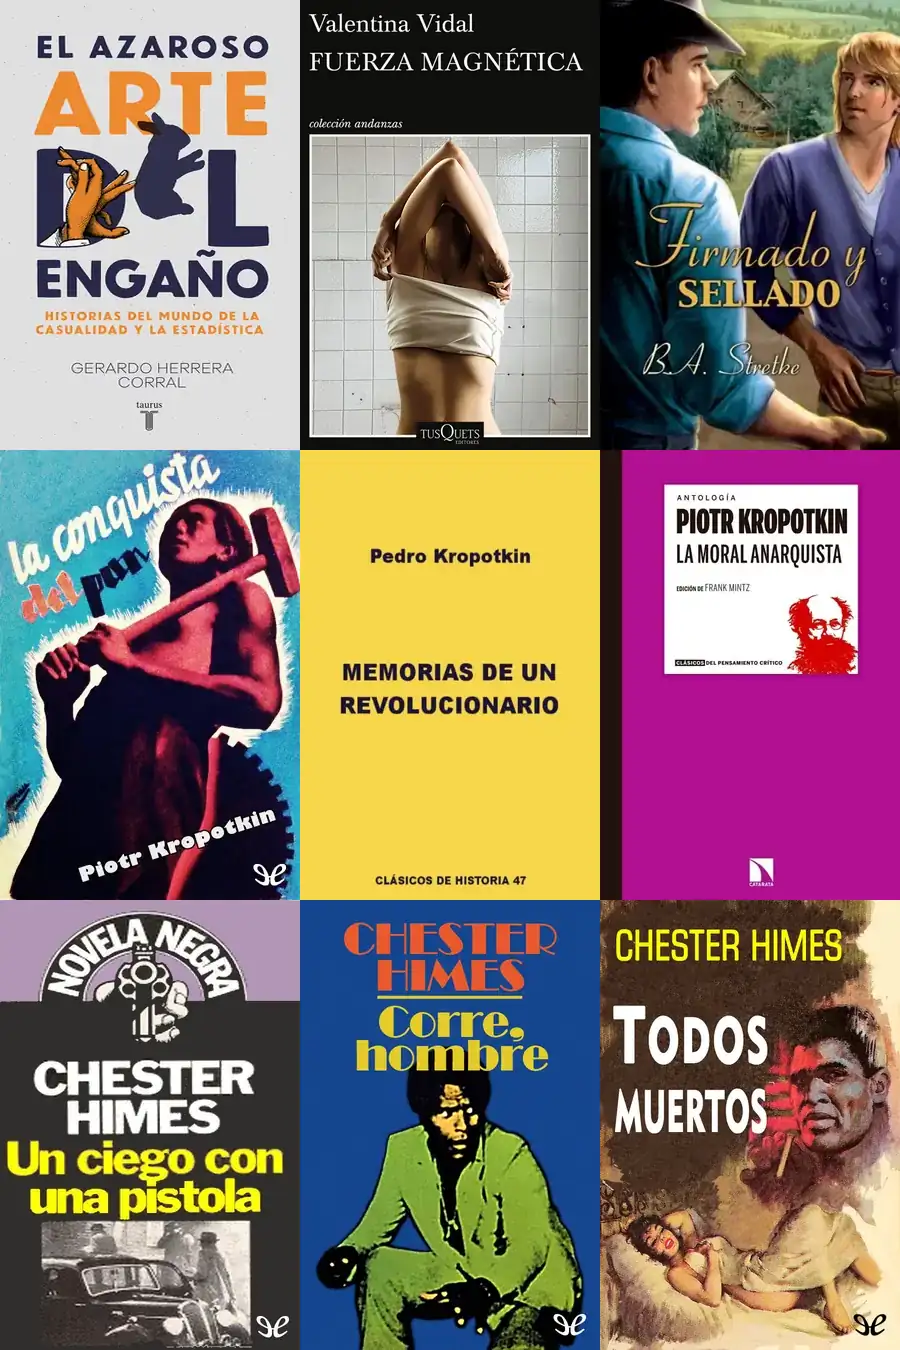 EL AZAROSO
ARTE
DEL
ENGAÑO
HISTORIAS DEL MUNDO DE LA
CASUALIDAD Y LA ESTADÍSTICA
GERARDO HERRERA
CORRAL
taurus
Valentina Vidal
FUERZA MAGNÉTICA
colección andanzas
TUSQUETS
EDITORES
Firmado y
SELLADO
B.A. Stretke
la conquista
del pan
Piotr Kropotkin
Pedro Kropotkin
MEMORIAS DE UN
REVOLUCIONARIO
CLÁSICOS DE HISTORIA 47
ANTOLOGÍA
PIOTR KROPOTKIN
LA MORAL ANARQUISTA
EDICIÓN DE FRANK MINTZ
CLÁSICOS DEL PENSAMIENTO CRÍTICO
CATARATA
NOVELA NEGRA
CHESTER
HIMES
Un ciego con
una pistola
CHESTER
HIMES
Corre,
hombre
CHESTER HIMES
TODOS
MUERTOS